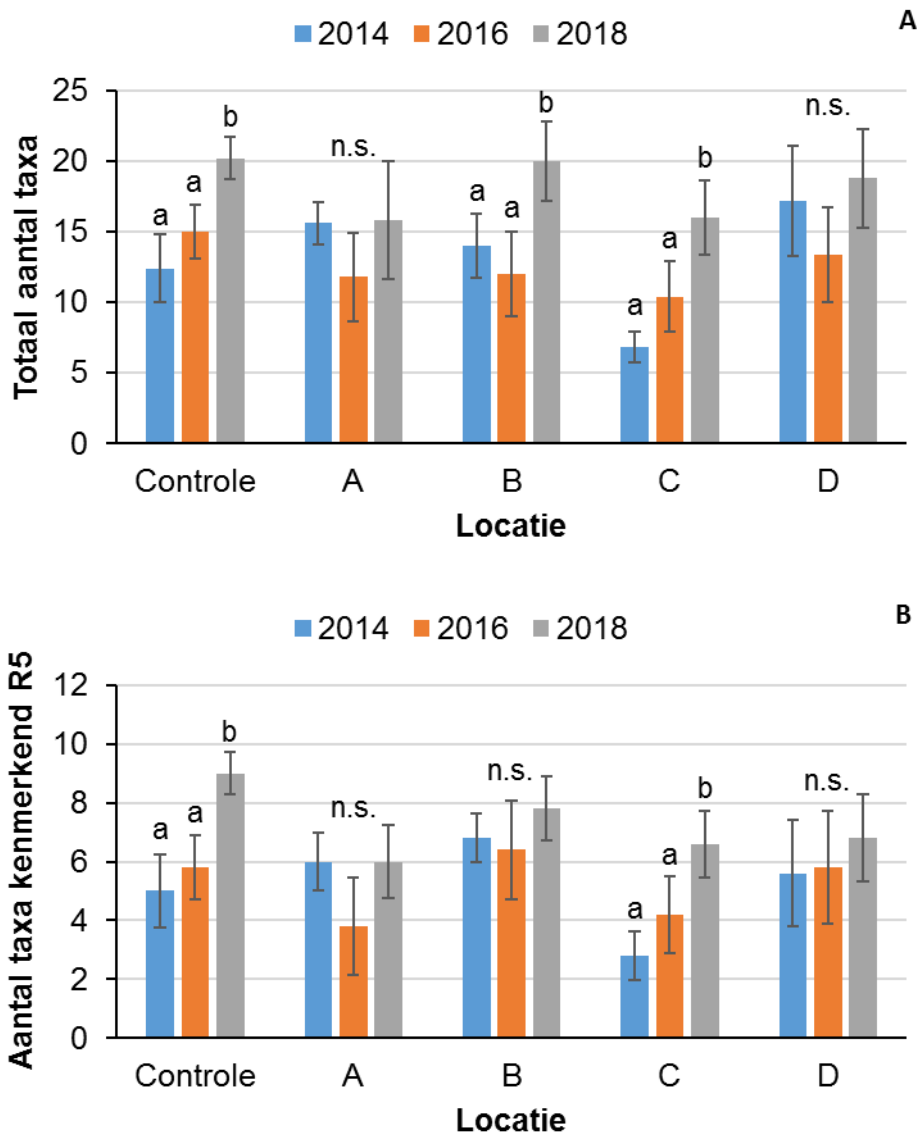 A
2014 2016 2018
Totaal aantal taxa
25
20
15
10
5
0
a a b
n.s.
a a b
a a b
n.s.
Controle A B C D
Locatie
B
2014 2016 2018
Aantal taxa kenmerkend R5
12
10
8
6
4
2
0
a a b
n.s.
n.s.
a a b
n.s.
Controle A B C D
Locatie